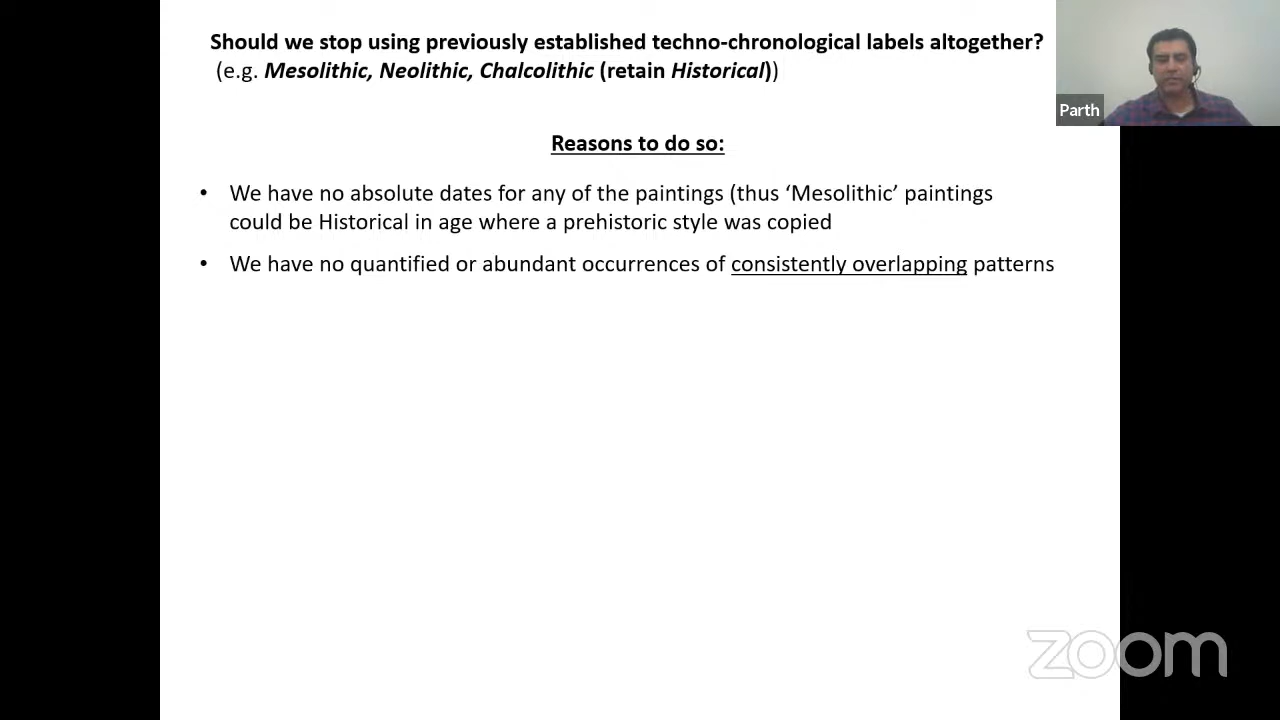 Should we stop using previously established techno-chronological labels altogether?
(e.g. Mesolithic, Neolithic, Chalcolithic (retain Historical))
Parth
Reasons to do so:
• We have no absolute dates for any of the paintings (thus ‘Mesolithic’ paintings
could be Historical in age where a prehistoric style was copied
• We have no quantified or abundant occurrences of consistently overlapping patterns
zoom